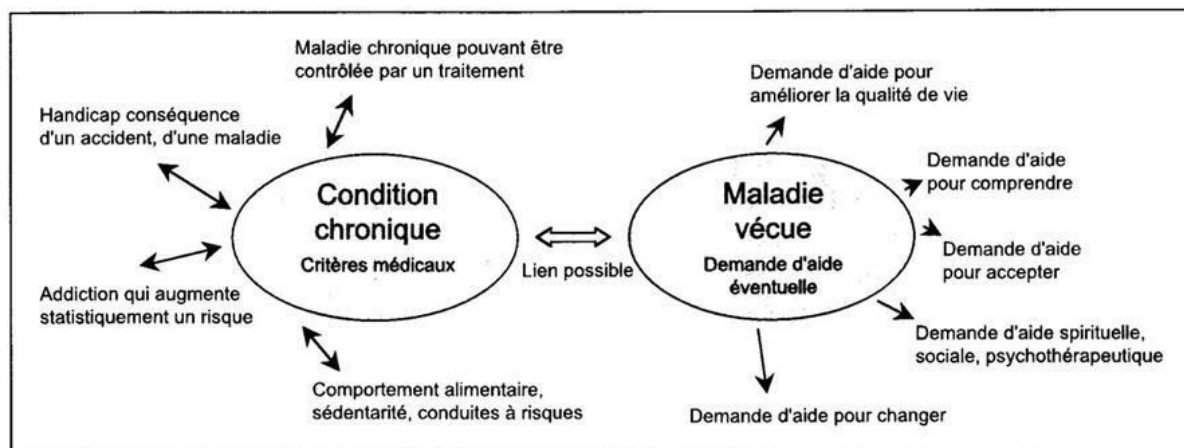 Maladie chronique pouvant être
contrôlée par un traitement
Handicap conséquence
d'un accident, d'une maladie
Condition
chronique
Critères médicaux
Addiction qui augmente
statistiquement un risque
Comportement alimentaire,
sédentarité, conduites à risques
Lien possible
Demande d'aide pour
améliorer la qualité de vie
Maladie
vécue
Demande d'aide
éventuelle
Demande d'aide
pour comprendre
Demande d'aide
pour accepter
Demande d'aide spirituelle,
sociale, psychothérapeutique
Demande d'aide pour changer